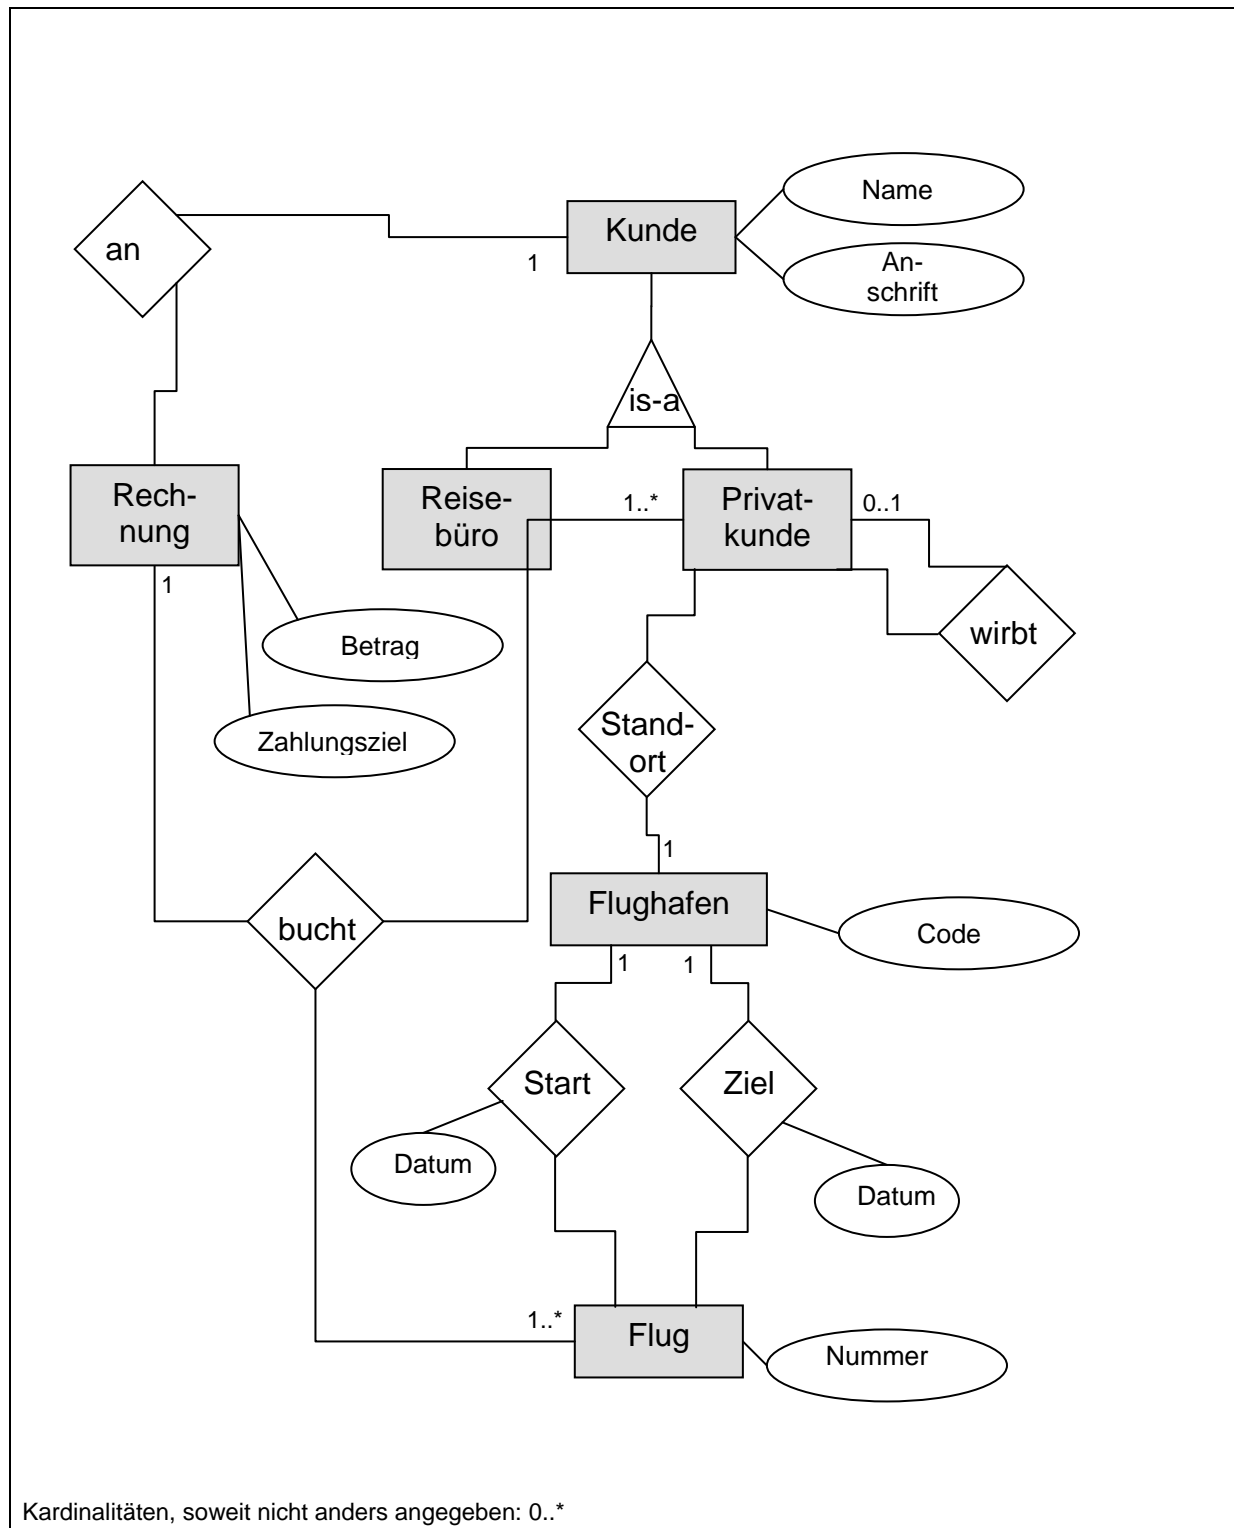 Name
Kunde
an
1
An-
schrift
is-a
Rech-
nung
Reise-
büro
1..*
Privat-
kunde
0..1
1
wirbt
Betrag
Stand-
ort
Zahlungsziel
1
Flughafen
bucht
Code
1
1
Start
Ziel
Datum
Datum
1..*
Flug
Nummer
Kardinalitäten, soweit nicht anders angegeben: 0..*